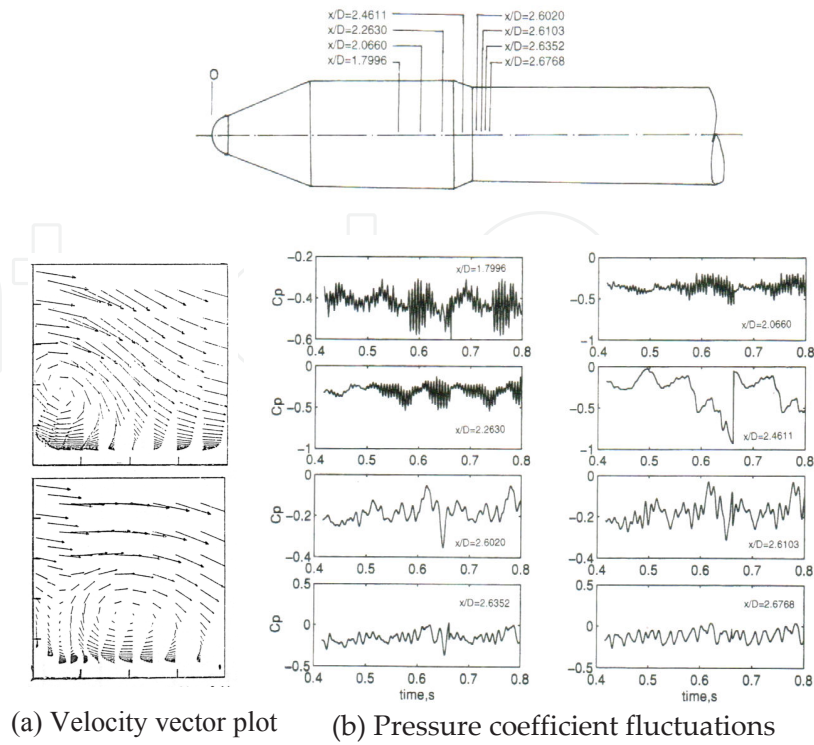 x/D=2.4611
x/D=2.2630
x/D=2.0660
x/D=1.7996
x/D=2.6020
x/D=2.6103
x/D=2.6352
x/D=2.6768
O
−0.2
Cp −0.4
−0.6
0.4 0.5 0.6 0.7 0.8
x/D=1.7996
0
−0.5
−1
0.4 0.5 0.6 0.7 0.8
x/D=2.0660
0
−0.5
−1
0.4 0.5 0.6 0.7 0.8
x/D=2.2630
0
−0.5
−1
0.4 0.5 0.6 0.7 0.8
x/D=2.4611
0
Cp −0.2
−0.4
0.4 0.5 0.6 0.7 0.8
x/D=2.6020
0
−0.2
−0.4
0.4 0.5 0.6 0.7 0.8
x/D=2.6103
0.5
Cp 0
−0.5
0.4 0.5 0.6 0.7 0.8
x/D=2.6352
time,s
0.5
0
−0.5
0.4 0.5 0.6 0.7 0.8
x/D=2.6768
time,s
(a) Velocity vector plot
(b) Pressure coefficient fluctuations